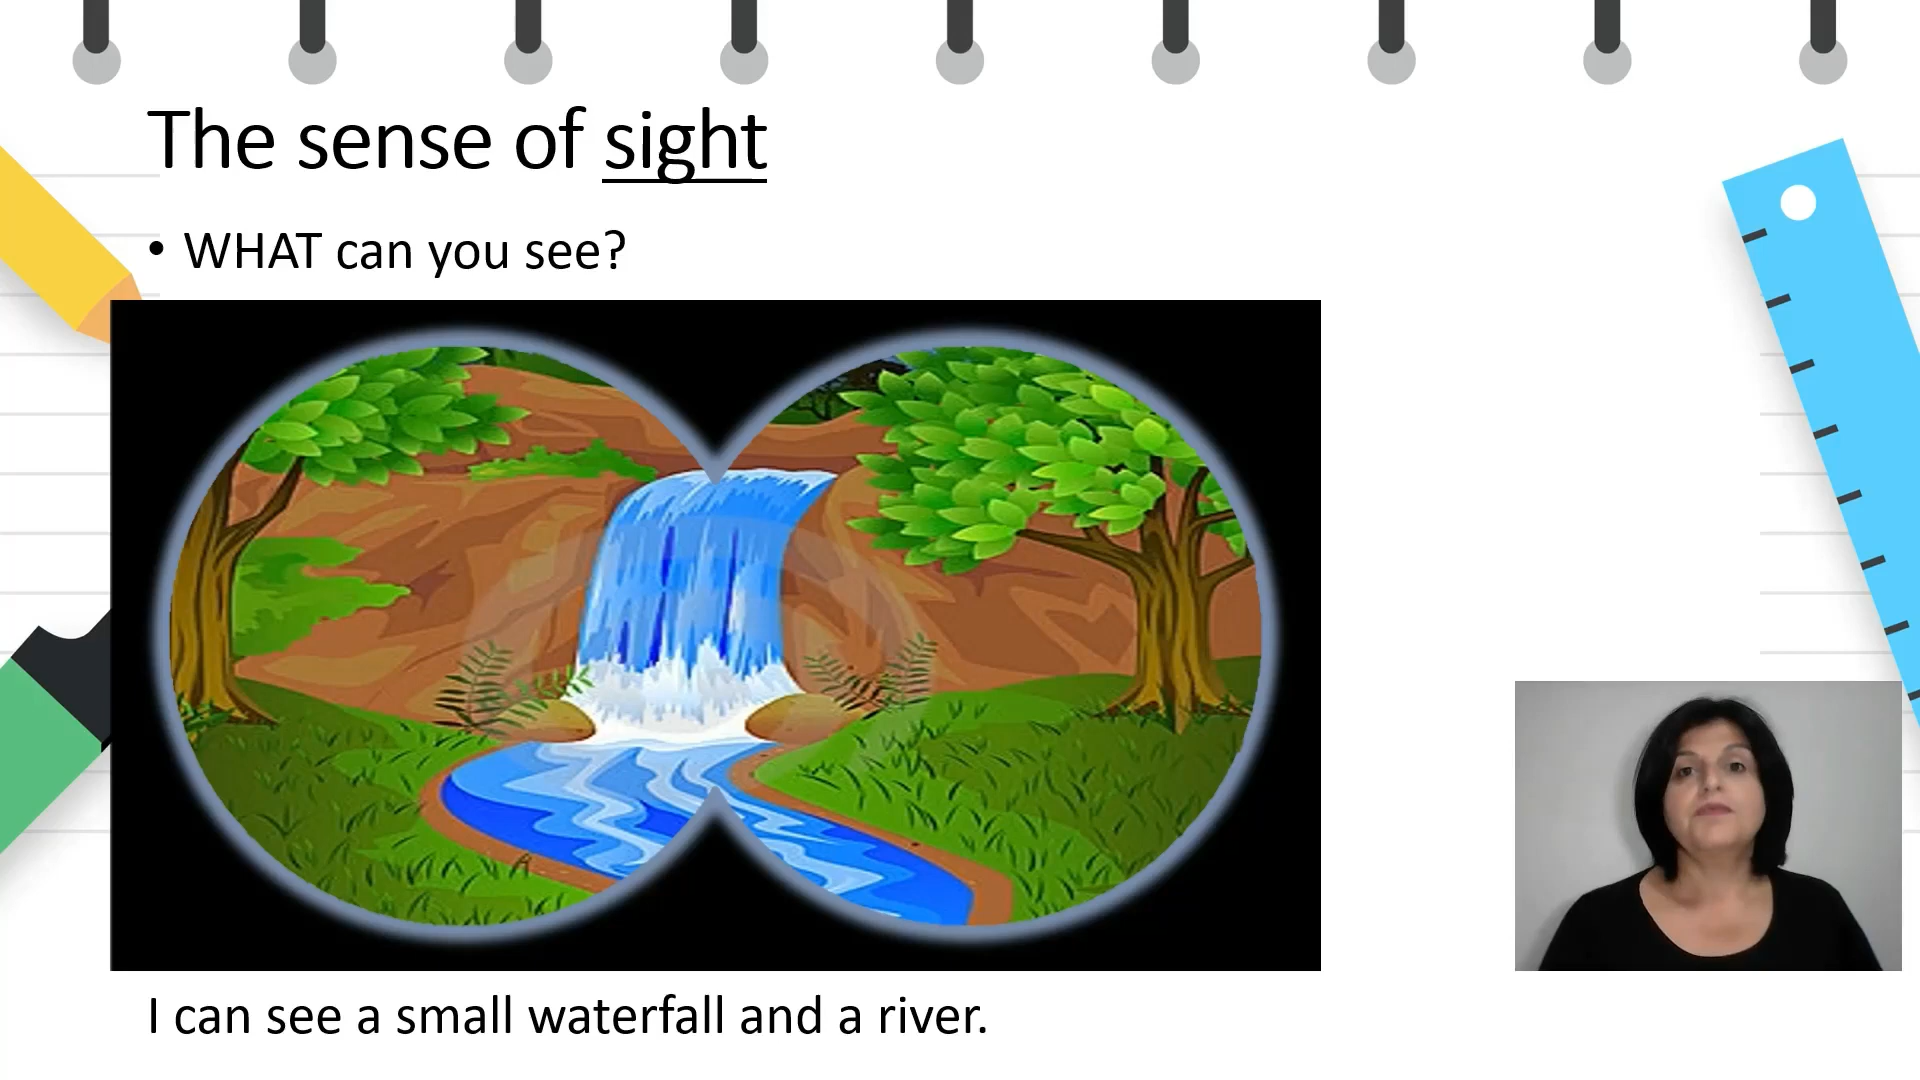 The sense of sight
• WHAT can you see?
I can see a small waterfall and a river.